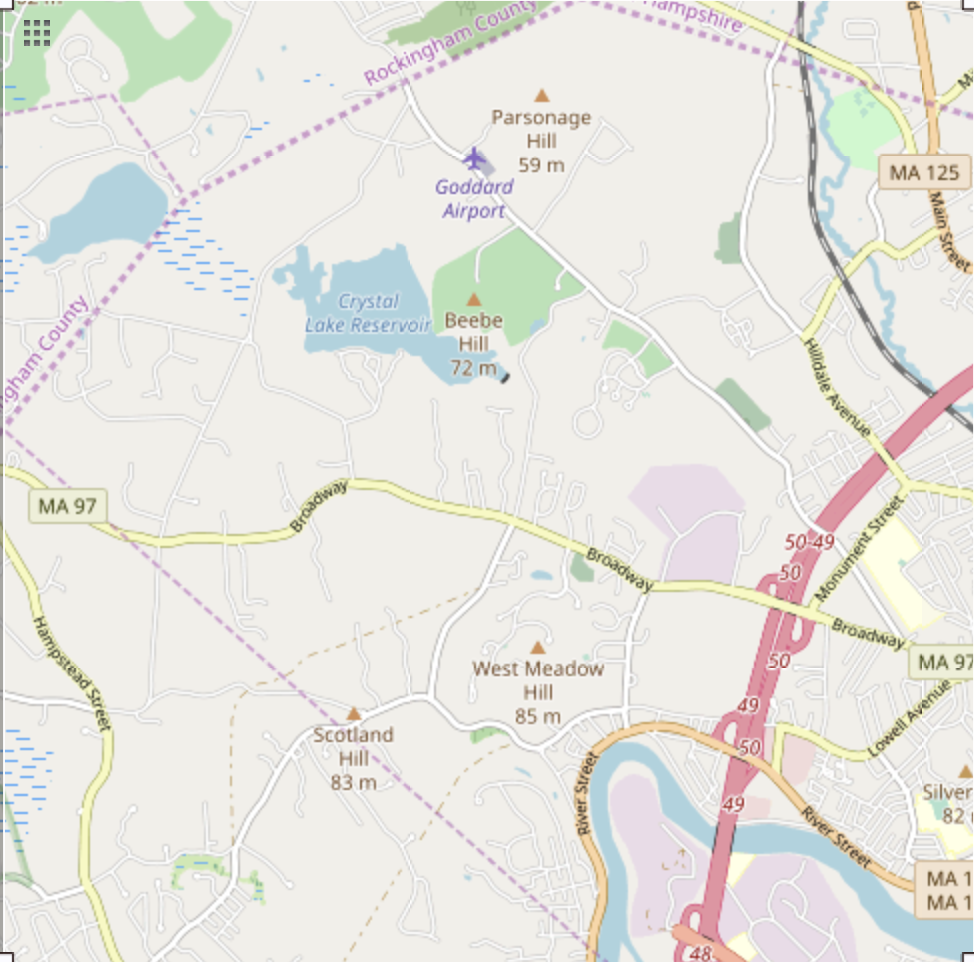 Rockingham County
Hampshire
Parsonage
Hill
59 m
Goddard
Airport
MA 125
Main Street
Crystal
Lake Reservoir
Beebe
Hill
72 m
ngham County
Hilldale Avenue
MA 97
Broadway
50-49
50
Monument Street
Broadway
Broadway
Hampstead Street
50
MA 97
West Meadow
Hill
85 m
49
50
Lowell Avenue
Scotland
Hill
83 m
River Street
49
River Street
Silver
82
MA 1
MA 1
48